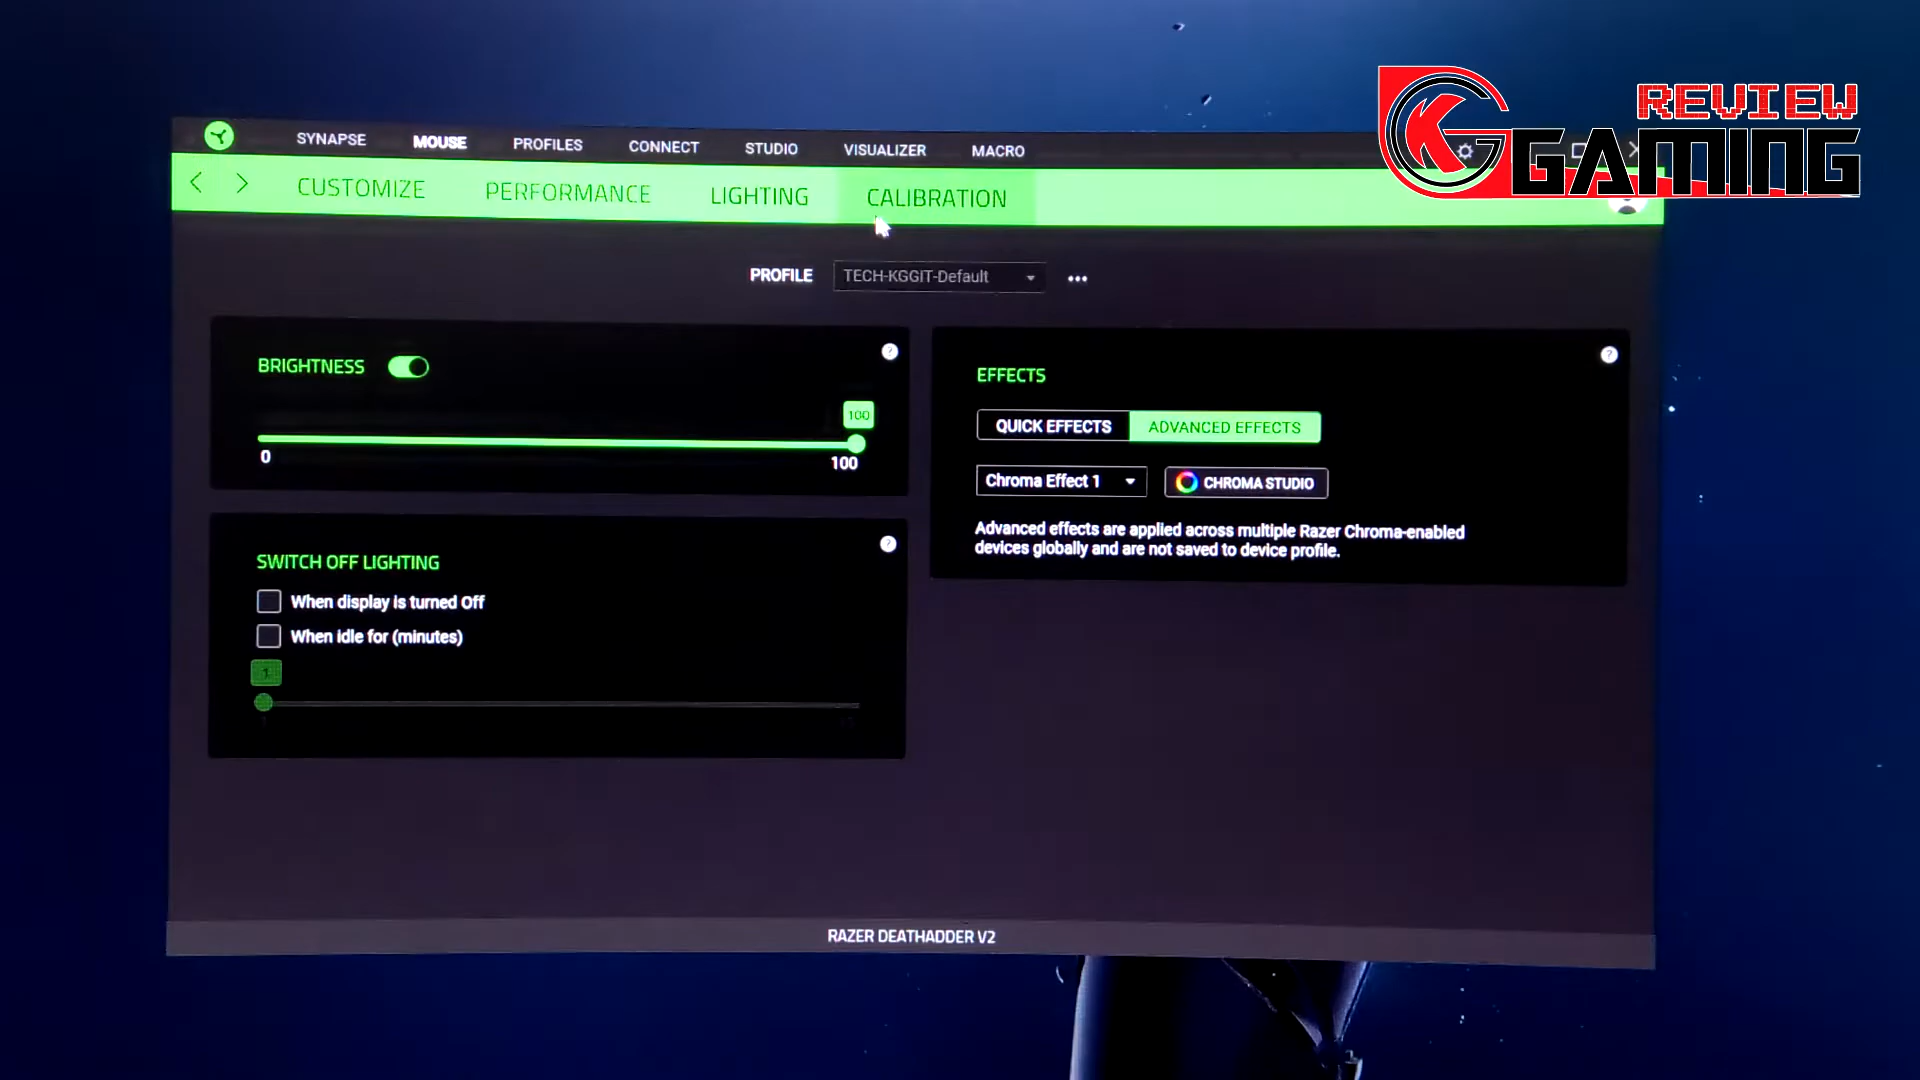 REVIEW
KG GAMING
SYNAPSE MOUSE PROFILES CONNECT STUDIO VISUALIZER MACRO
CUSTOMIZE PERFORMANCE LIGHTING CALIBRATION
PROFILE TECH-KGGIT-Default
BRIGHTNESS
100
0 100
SWITCH OFF LIGHTING
When display is turned Off
When idle for (minutes)
1
EFFECTS
QUICK EFFECTS ADVANCED EFFECTS
Chroma Effect 1 CHROMA STUDIO
Advanced effects are applied across multiple Razer Chroma-enabled
devices globally and are not saved to device profile.
RAZER DEATHADDER V2